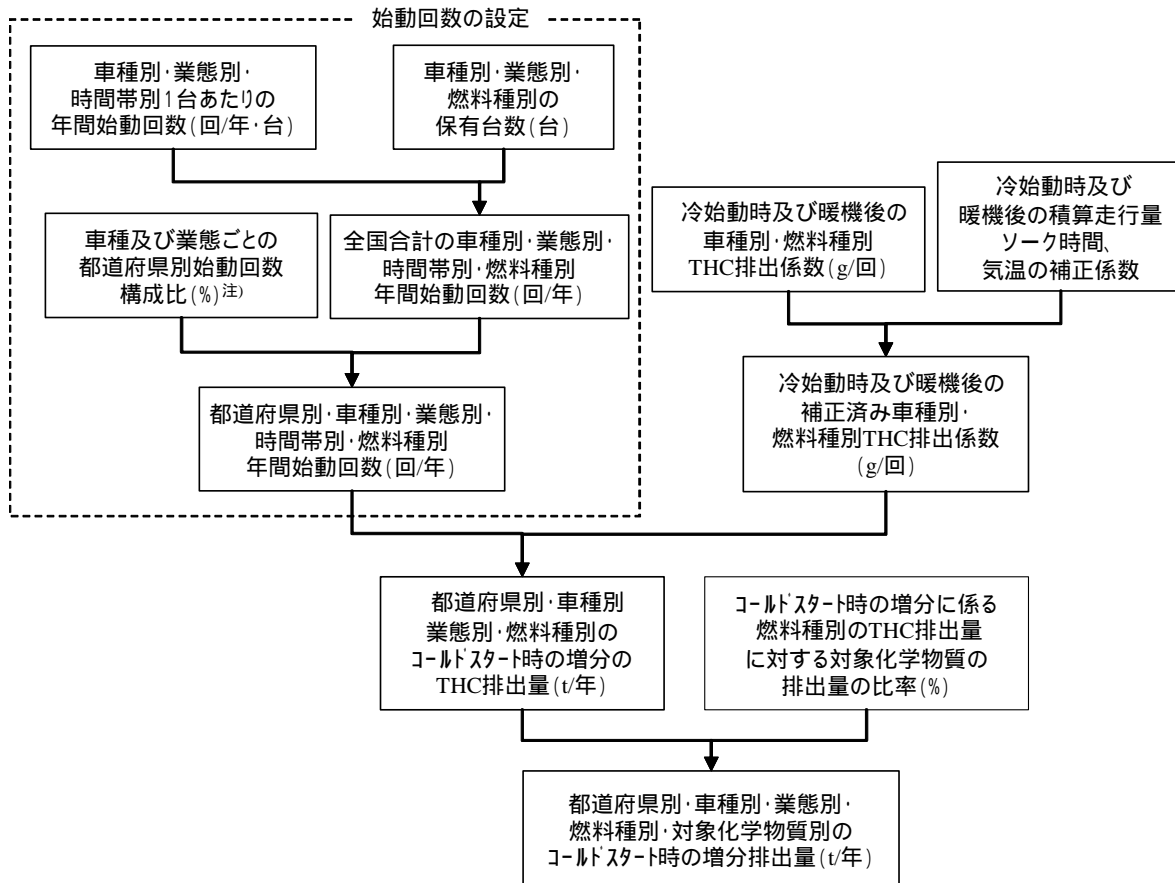 始動回数の設定
車種別･業態別･
時間帯別1台あたりの
年間始動回数(回/年･台)
車種別･業態別･
燃料種別の
保有台数(台)
車種及び業態ごとの
都道府県別始動回数
構成比(%)注)
全国合計の車種別･業態別･
時間帯別･燃料種別
年間始動回数(回/年)
冷始動時及び暖機後の
車種別･燃料種別
THC排出係数(g/回)
冷始動時及び
暖機後の積算走行量
ソーク時間、
気温の補正係数
都道府県別･車種別･業態別･
時間帯別･燃料種別
年間始動回数(回/年)
冷始動時及び暖機後の
補正済み車種別･
燃料種別THC排出係数
(g/回)
都道府県別･車種別
業態別･燃料種別の
ｺｰﾙﾄﾞｽﾀｰﾄ時の増分の
THC排出量(t/年)
ｺｰﾙﾄﾞｽﾀｰﾄ時の増分に係る
燃料種別のTHC排出量
に対する対象化学物質の
排出量の比率(%)
都道府県別･車種別･業態別･
燃料種別･対象化学物質別の
ｺｰﾙﾄﾞｽﾀｰﾄ時の増分排出量(t/年)